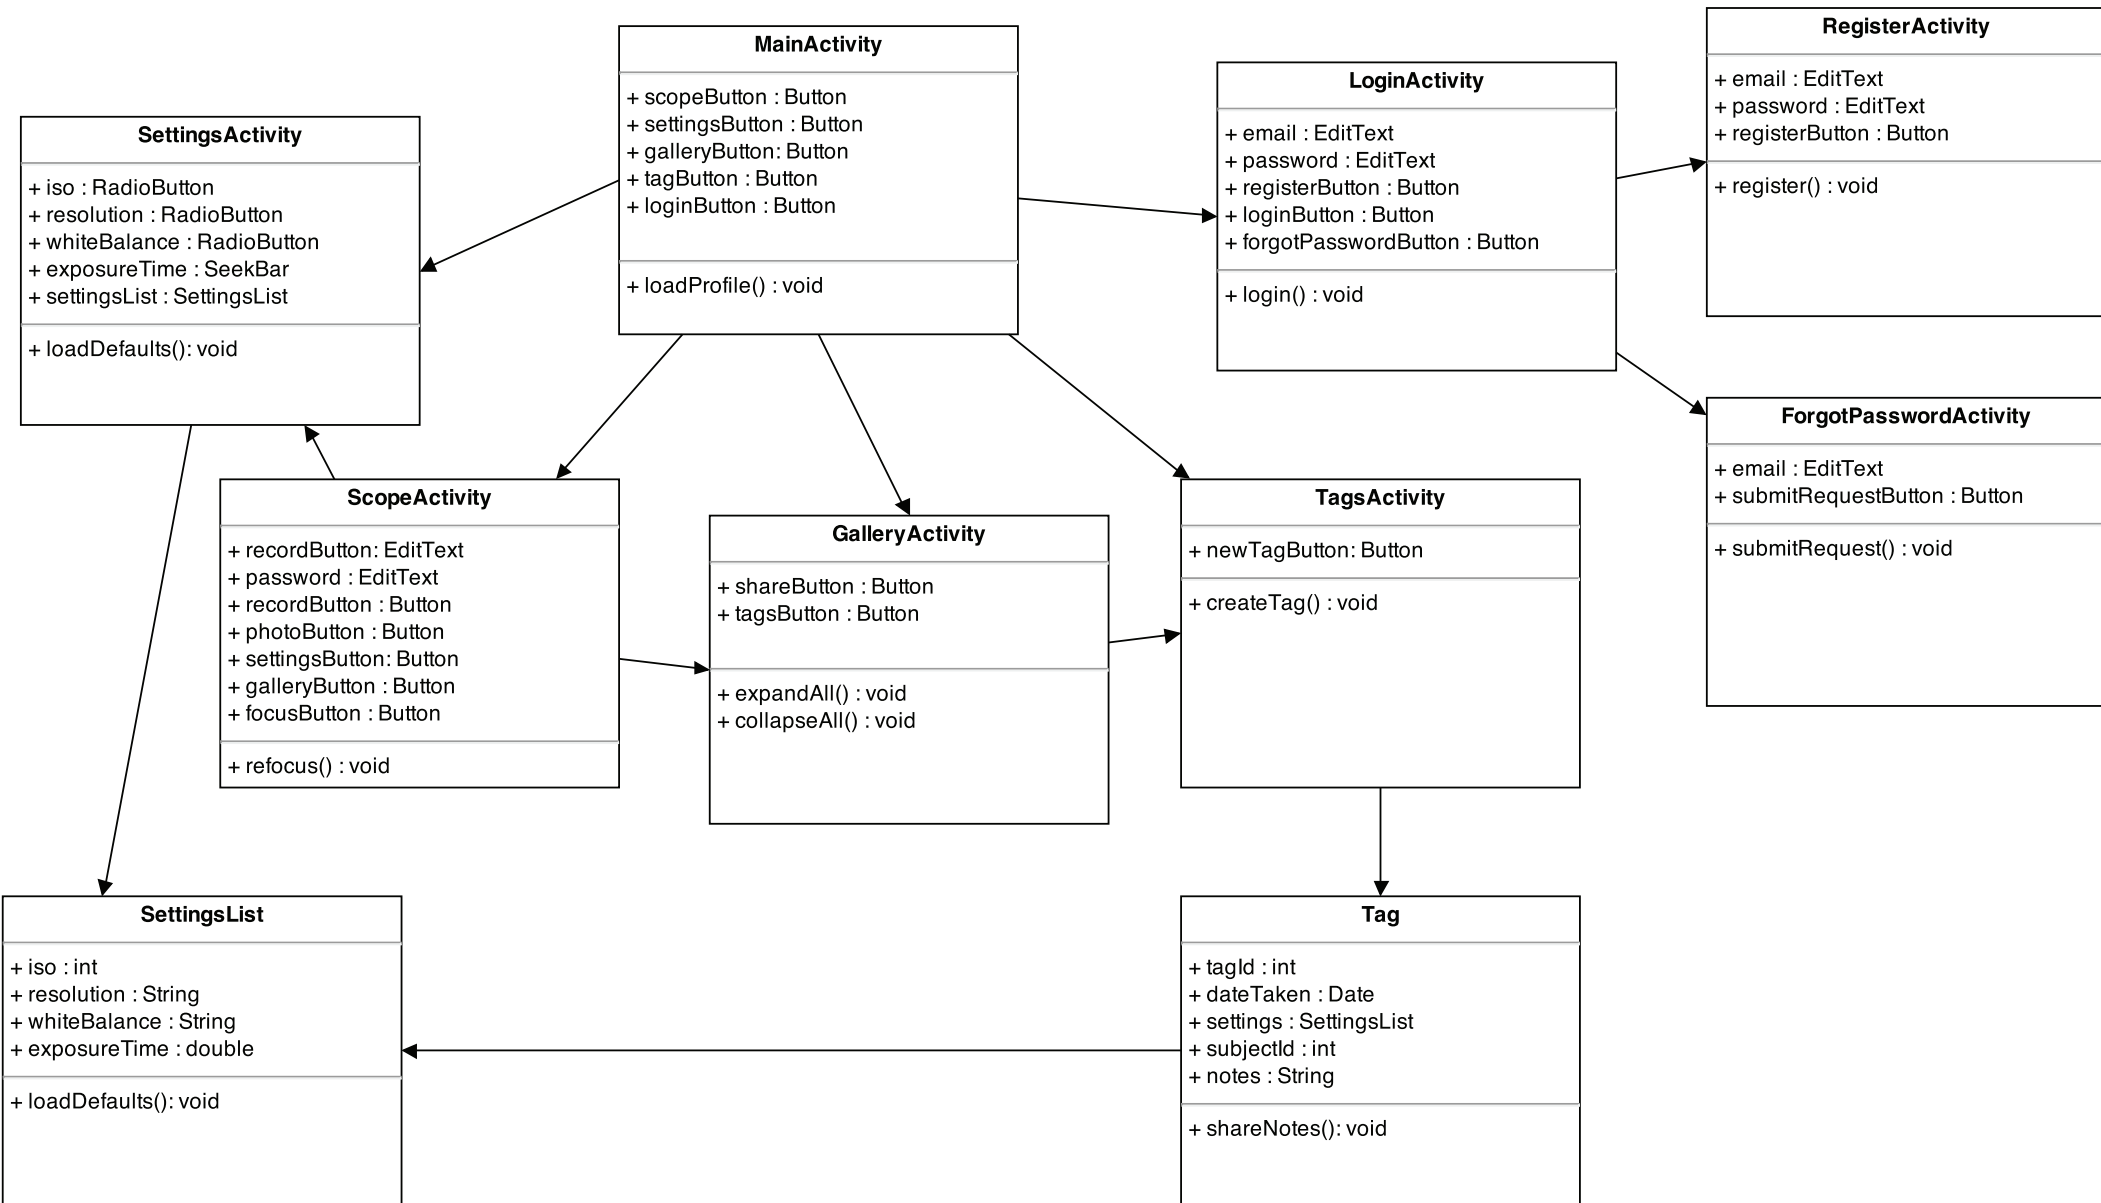 MainActivity
+ scopeButton : Button
+ settingsButton : Button
+ galleryButton: Button
+ tagButton : Button
+ loginButton : Button
+ loadProfile() : void
RegisterActivity
+ email : EditText
+ password : EditText
+ registerButton : Button
+ register() : void
LoginActivity
+ email : EditText
+ password : EditText
+ registerButton : Button
+ loginButton : Button
+ forgotPasswordButton : Button
+ login() : void
SettingsActivity
+ iso : RadioButton
+ resolution : RadioButton
+ whiteBalance : RadioButton
+ exposureTime : SeekBar
+ settingsList : SettingsList
+ loadDefaults(): void
ForgotPasswordActivity
+ email : EditText
+ submitRequestButton : Button
+ submitRequest() : void
ScopeActivity
+ recordButton: EditText
+ password : EditText
+ recordButton : Button
+ photoButton : Button
+ settingsButton: Button
+ galleryButton : Button
+ focusButton : Button
+ refocus() : void
GalleryActivity
+ shareButton : Button
+ tagsButton : Button
+ expandAll() : void
+ collapseAll() : void
TagsActivity
+ newTagButton: Button
+ createTag() : void
SettingsList
+ iso : int
+ resolution : String
+ whiteBalance : String
+ exposureTime : double
+ loadDefaults(): void
Tag
+ tagId : int
+ dateTaken : Date
+ settings : SettingsList
+ subjectId : int
+ notes : String
+ shareNotes(): void